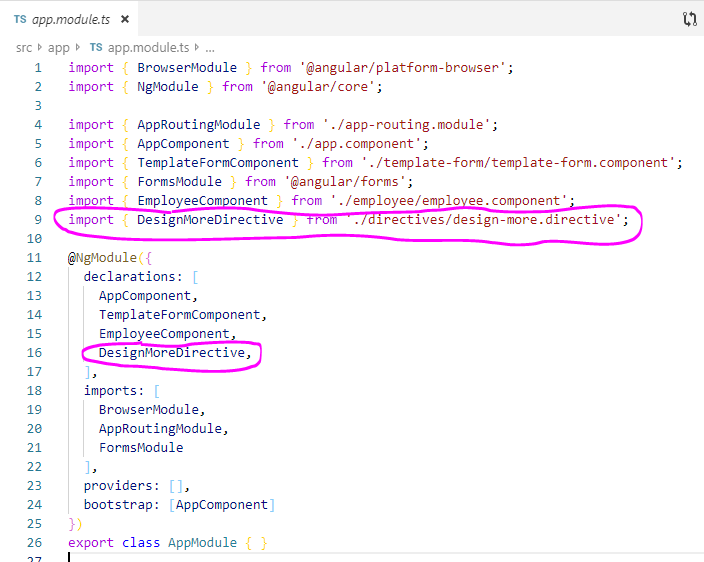 TS app.module.ts ×
src app TS app.module.ts ...
1 import { BrowserModule } from '@angular/platform-browser';
2 import { NgModule } from '@angular/core';
3
4 import { AppRoutingModule } from './app-routing.module';
5 import { AppComponent } from './app.component';
6 import { TemplateFormComponent } from './template-form/template-form.component';
7 import { FormsModule } from '@angular/forms';
8 import { EmployeeComponent } from './employee/employee.component';
9 import { DesignMoreDirective } from './directives/design-more.directive';
10
11 @NgModule({
12 declarations: [
13 AppComponent,
14 TemplateFormComponent,
15 EmployeeComponent,
16 DesignMoreDirective,
17 ],
18 imports: [
19 BrowserModule,
20 AppRoutingModule,
21 FormsModule
22 ],
23 providers: [],
24 bootstrap: [AppComponent]
25 })
26 export class AppModule { }
27